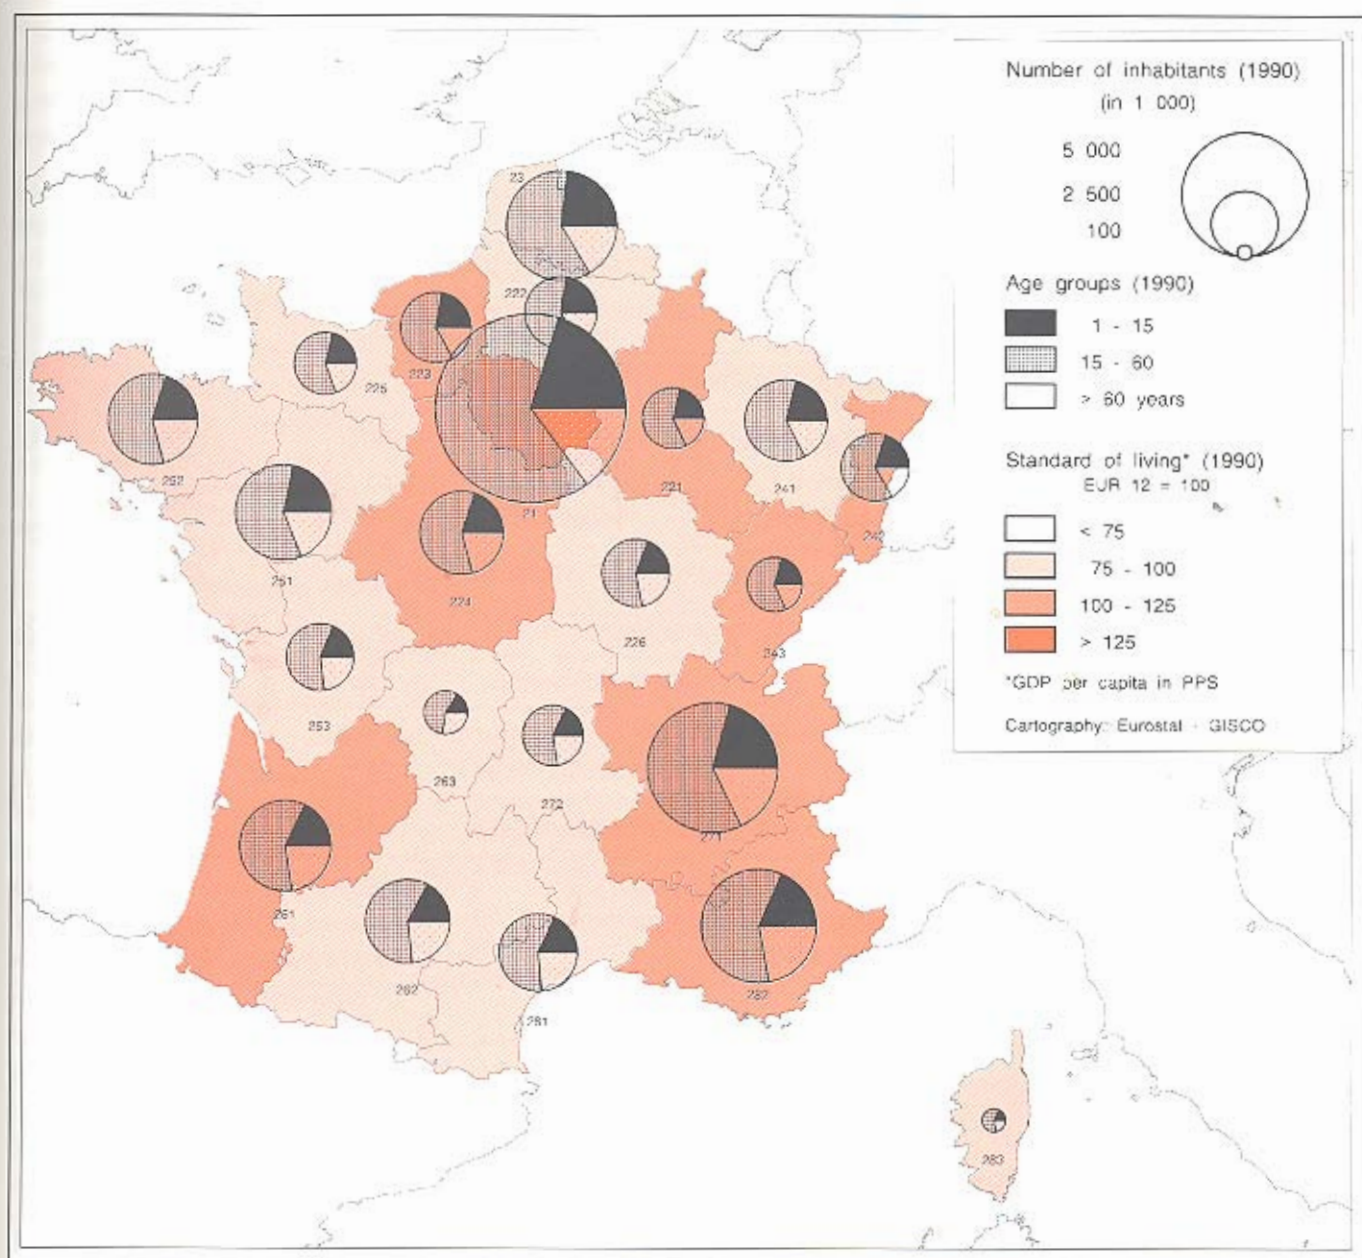 Number of inhabitants (1990)
(in 1 000)
5 000
2 500
100
Age groups (1990)
1 - 15
15 - 60
> 60 years
Standard of living* (1990)
EUR 12 = 100
< 75
75 - 100
100 - 125
> 125
*GDP per capita in PPS
Cartography: Eurostat - GISCO
23
222
223
225
252
221
241
242
21
251
224
226
243
253
263
272
271
261
262
281
282
283